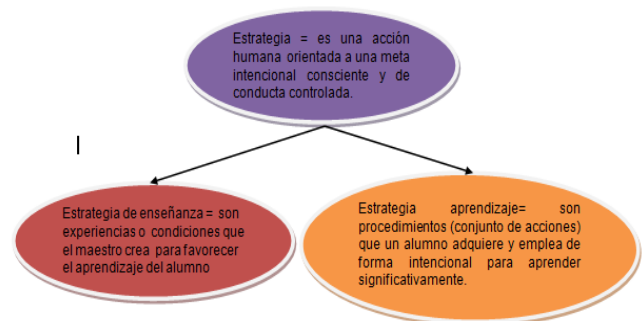 Estrategia = es una acción
humana orientada a una meta
intencional consciente y de
conducta controlada.
Estrategia de enseñanza = son
experiencias o condiciones que
el maestro crea para favorecer
el aprendizaje del alumno
Estrategia aprendizaje= son
procedimientos (conjunto de acciones)
que un alumno adquiere y emplea de
forma intencional para aprender
significativamente.